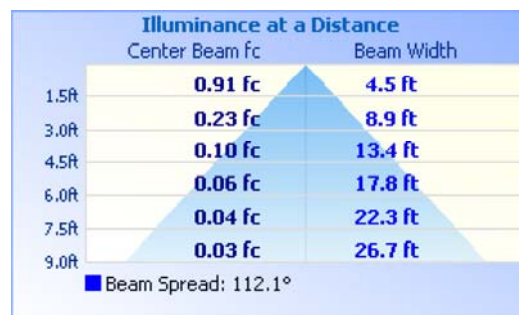 Illuminance at a Distance
Center Beam fc Beam Width
1.5ft 0.91 fc 4.5 ft
3.0ft 0.23 fc 8.9 ft
4.5ft 0.10 fc 13.4 ft
6.0ft 0.06 fc 17.8 ft
7.5ft 0.04 fc 22.3 ft
9.0ft 0.03 fc 26.7 ft
Beam Spread: 112.1°